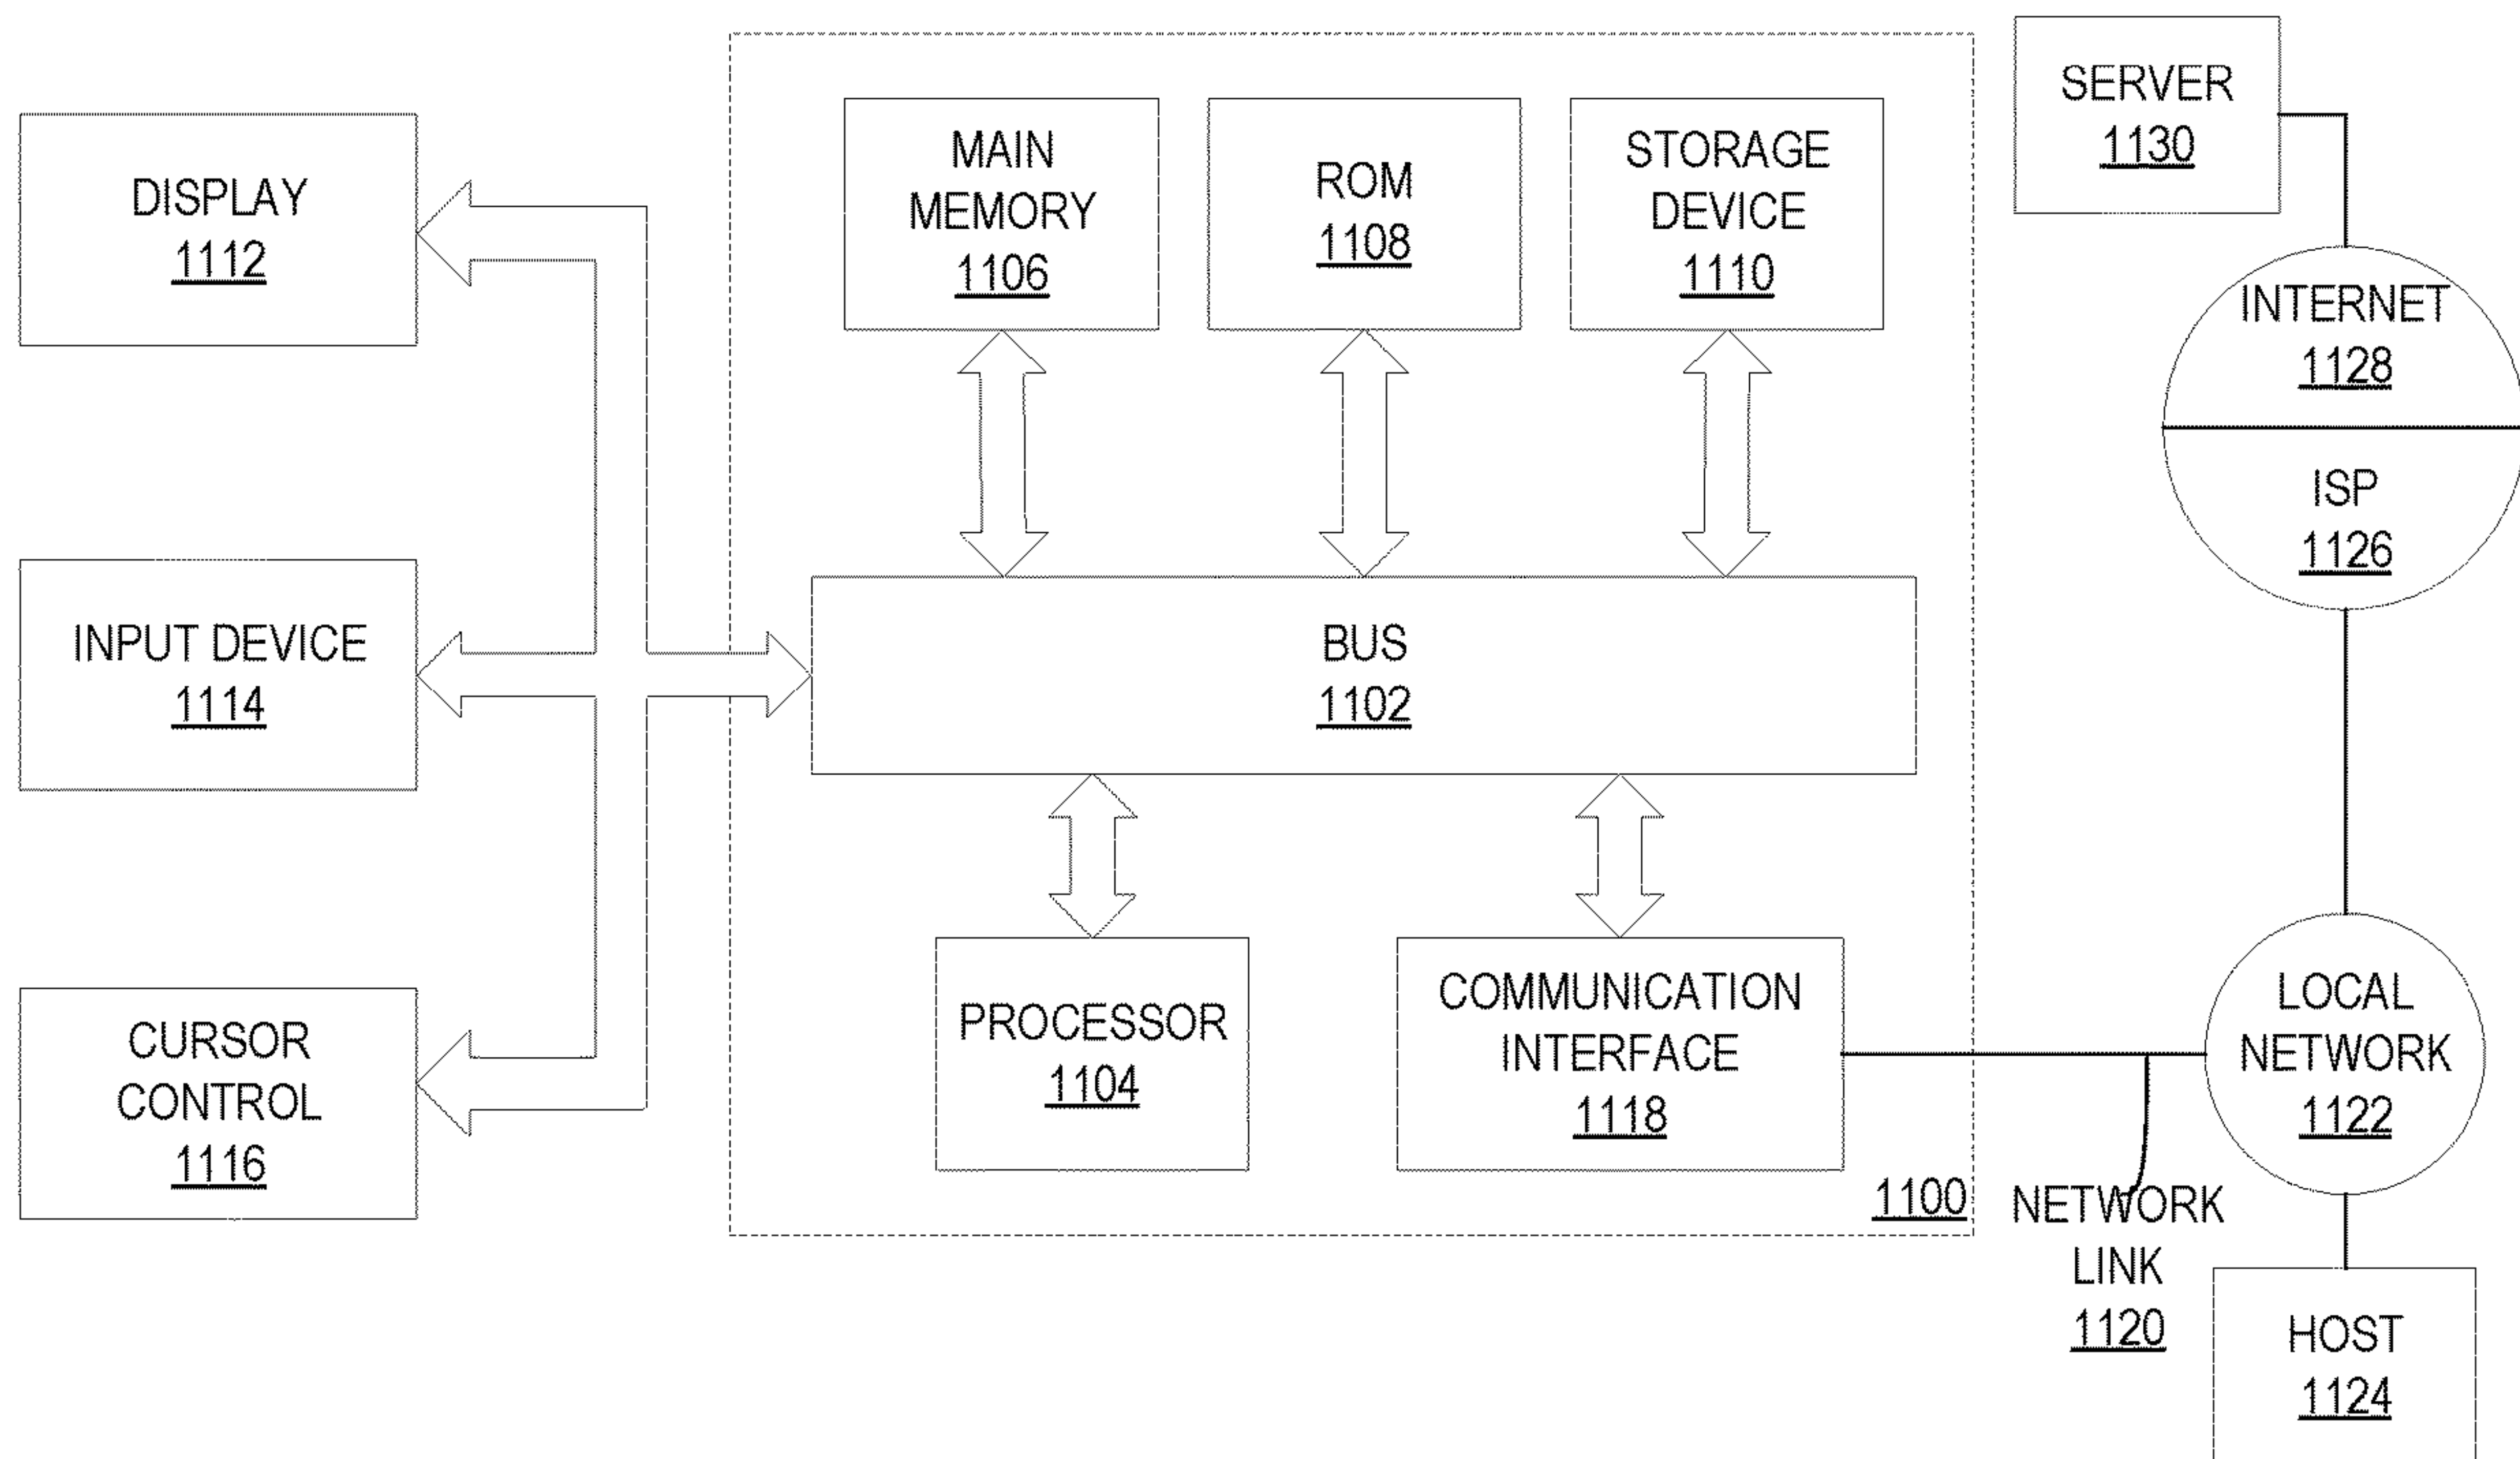 DISPLAY
1112
INPUT DEVICE
1114
CURSOR
CONTROL
1116
MAIN
MEMORY
1106
ROM
1108
STORAGE
DEVICE
1110
BUS
1102
PROCESSOR
1104
COMMUNICATION
INTERFACE
1118
1100
SERVER
1130
INTERNET
1128
ISP
1126
LOCAL
NETWORK
1122
NETWORK
LINK
1120
HOST
1124